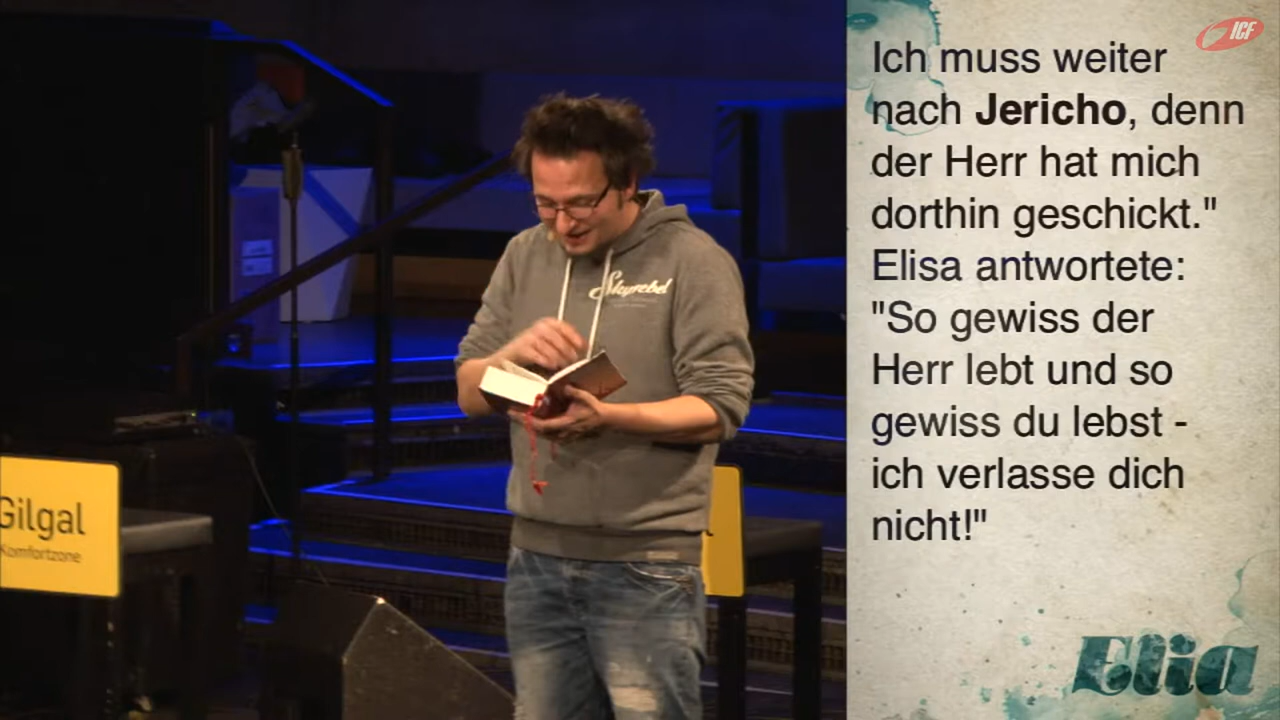 ICF
Ich muss weiter
nach Jericho, denn
der Herr hat mich
dorthin geschickt."
Elisa antwortete:
"So gewiss der
Herr lebt und so
gewiss du lebst -
ich verlasse dich
nicht!"
Elia
Gilgal
Komfortzone